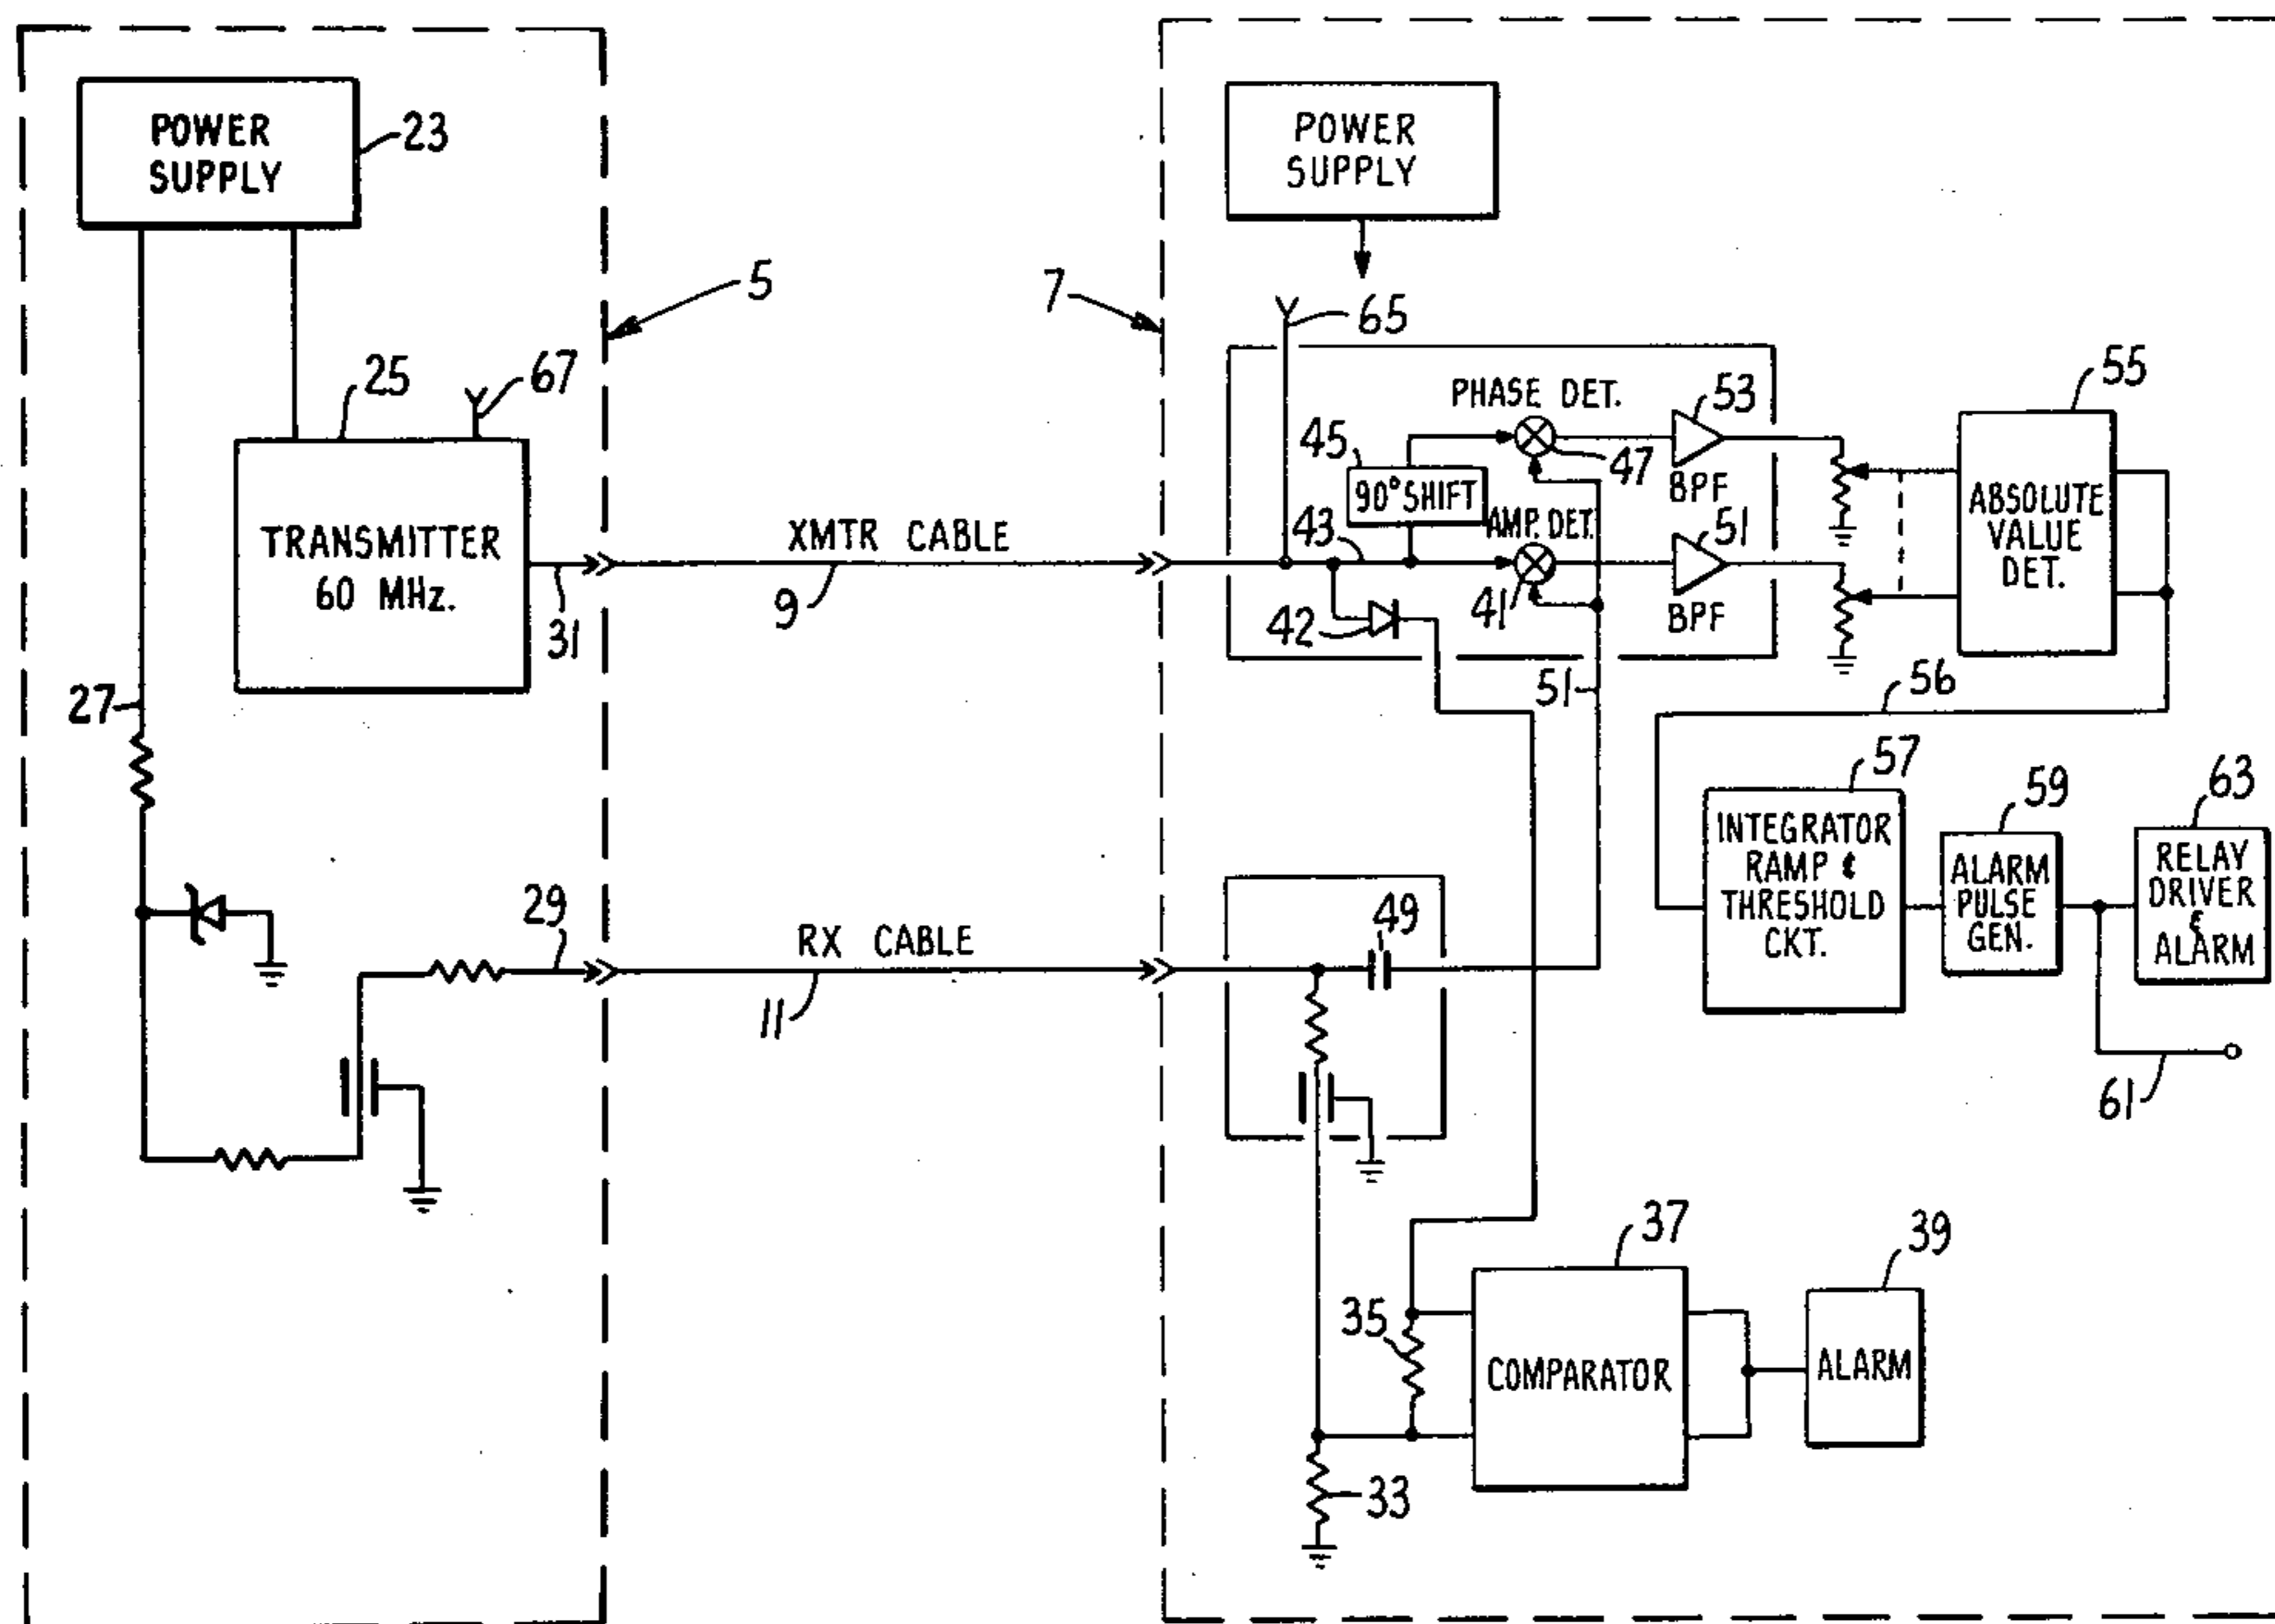 POWER
SUPPLY
23
25
67
TRANSMITTER
60 MHz.
31
27
29
5
XMTR CABLE
9
RX CABLE
11
7
POWER
SUPPLY
65
PHASE DET.
53
45
90° SHIFT
47
BPF
43
AMP. DET.
51
42
41
BPF
51
55
ABSOLUTE
VALUE
DET.
56
57
INTEGRATOR
RAMP &
THRESHOLD
CKT.
59
ALARM
PULSE
GEN.
63
RELAY
DRIVER
&
ALARM
61
49
37
35
COMPARATOR
39
ALARM
33